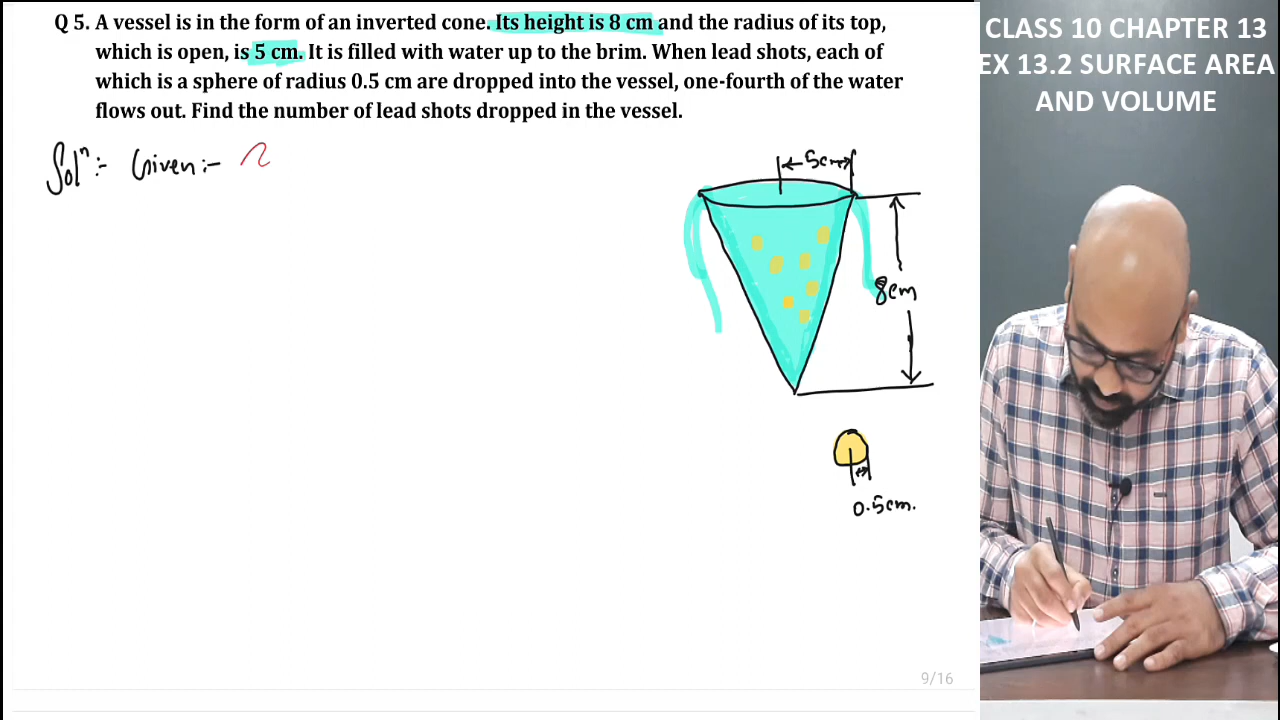 Q 5. A vessel is in the form of an inverted cone. Its height is 8 cm and the radius of its top,
which is open, is 5 cm. It is filled with water up to the brim. When lead shots, each of
which is a sphere of radius 0.5 cm are dropped into the vessel, one-fourth of the water
flows out. Find the number of lead shots dropped in the vessel.
Solⁿ:- Given:-
5cm
8cm
0.5cm.
9/16
CLASS 10 CHAPTER 13
EX 13.2 SURFACE AREA
AND VOLUME